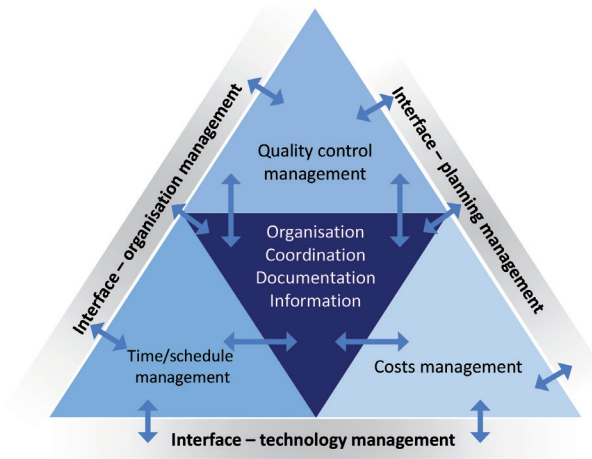 Interface – organisation management
Interface – planning management
Quality control
management
Organisation
Coordination
Documentation
Information
Time/schedule
management
Costs management
Interface – technology management